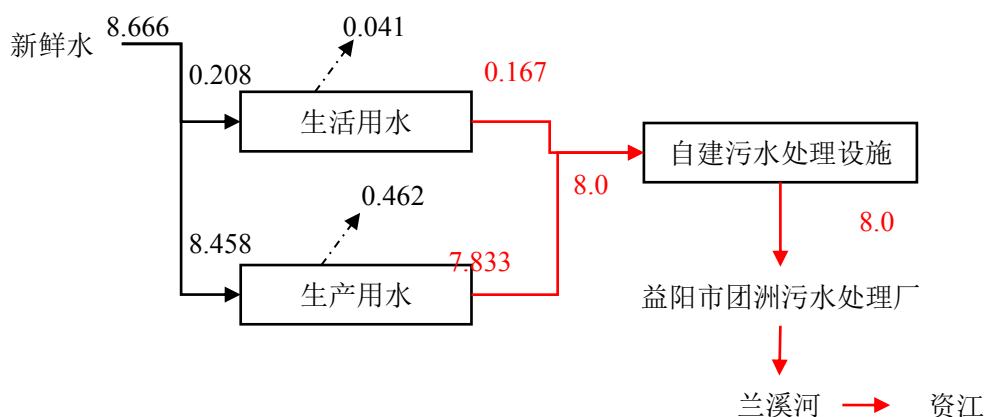 8.666
0.041
新鲜水
0.208
0.167
生活用水
自建污水处理设施
8.0
0.462
8.0
8.458
7.833
生产用水
益阳市团洲污水处理厂
兰溪河
资江